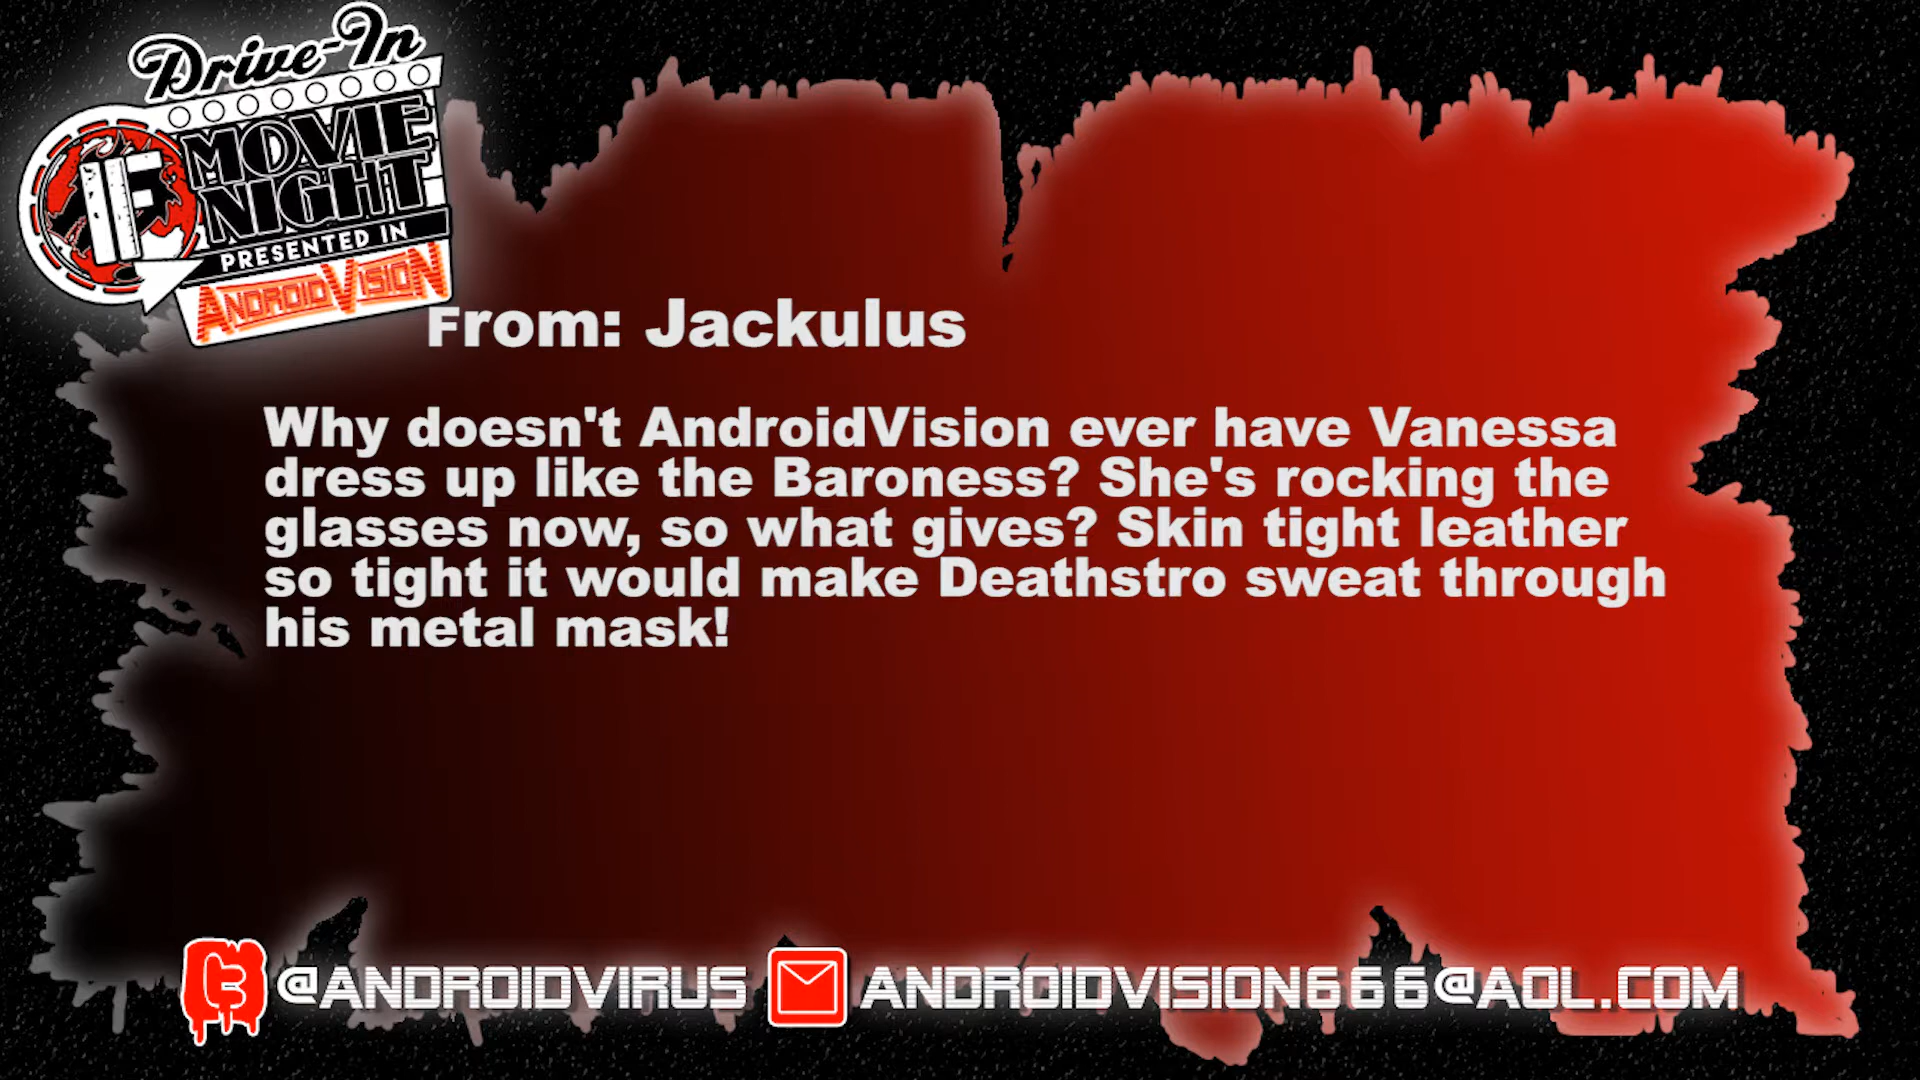 Drive-In
IF
MOVIE
NIGHT
PRESENTED IN
ANDROIDVISION
From: Jackulus
Why doesn't AndroidVision ever have Vanessa
dress up like the Baroness? She's rocking the
glasses now, so what gives? Skin tight leather
so tight it would make Deathstro sweat through
his metal mask!
@ANDROIDVIRUS ANDROIDVISION666@AOL.COM